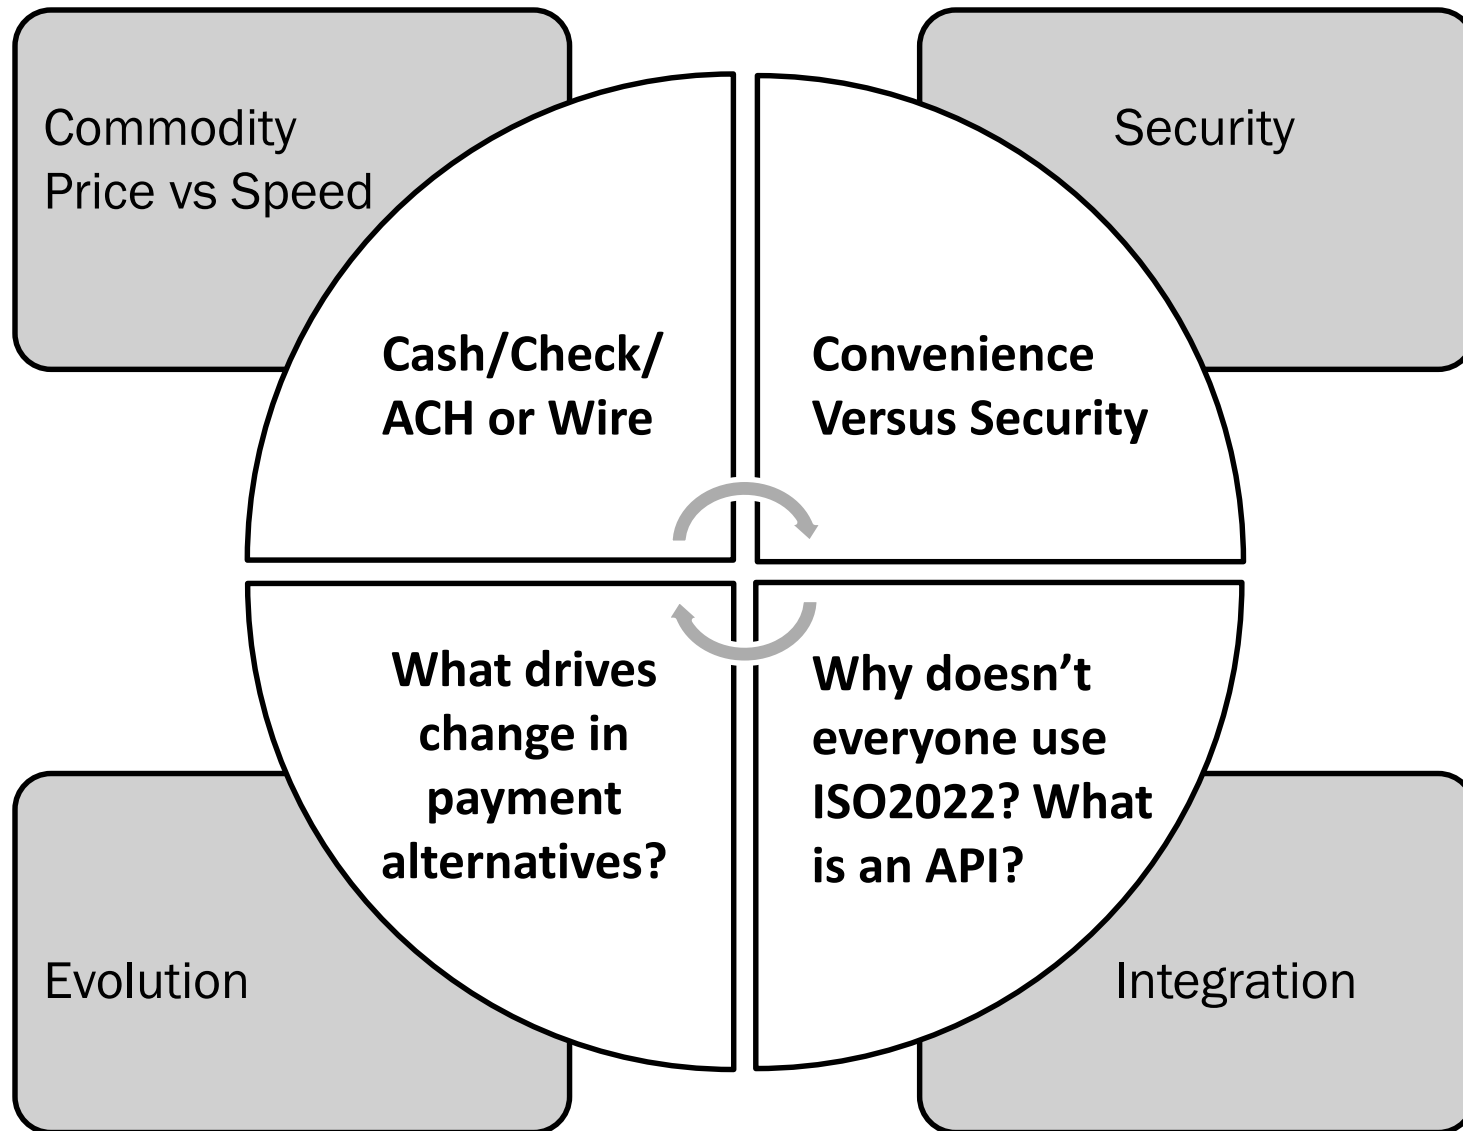 Commodity
Price vs Speed
Security
Cash/Check/
ACH or Wire
Convenience
Versus Security
What drives
change in
payment
alternatives?
Why doesn’t
everyone use
ISO2022? What
is an API?
Evolution
Integration